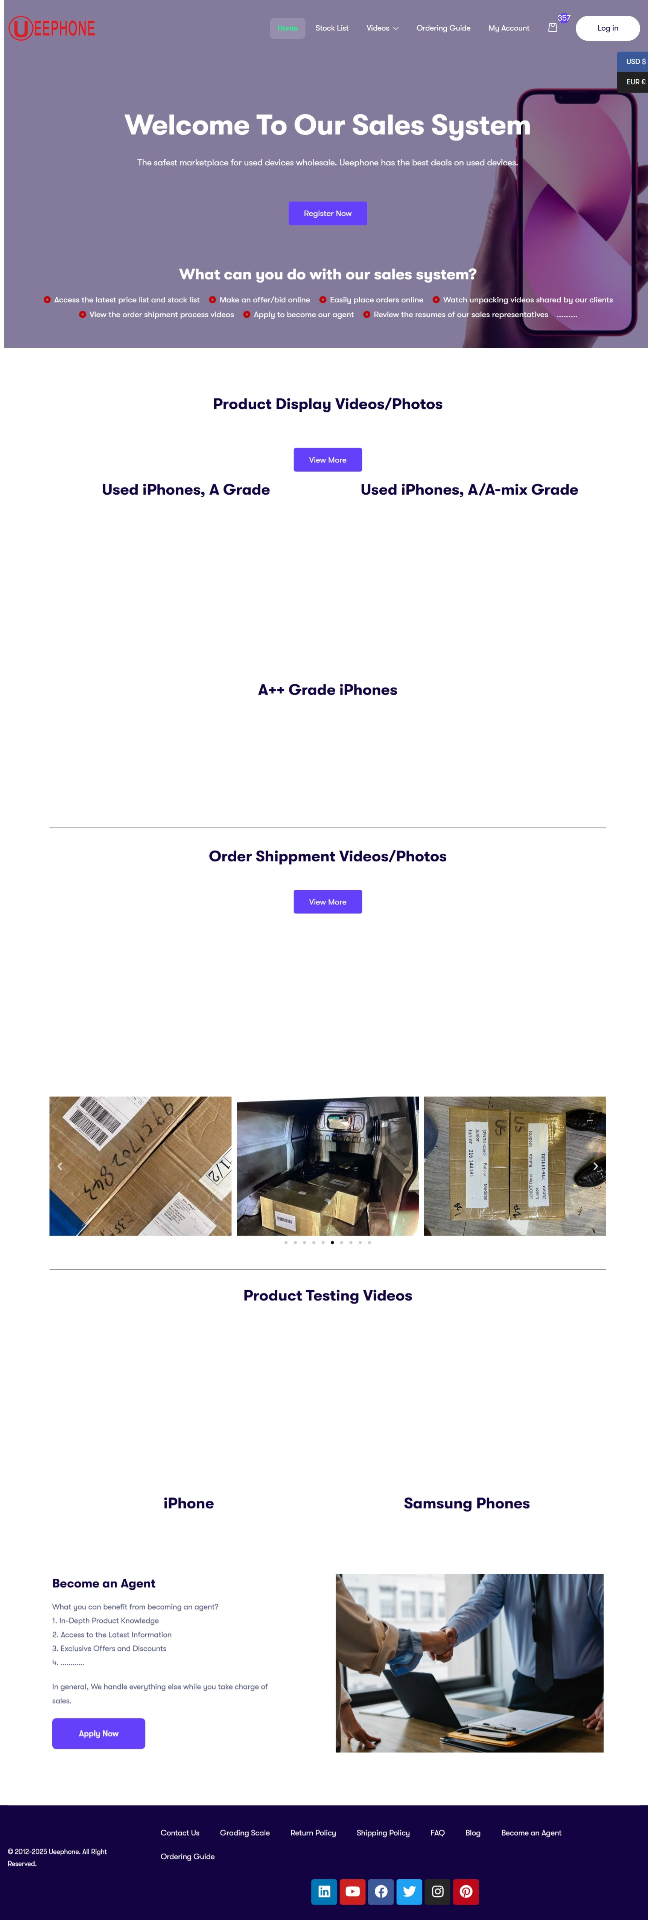 UEEPHONE
Home Stock List Videos Ordering Guide My Account 357 Log in
USD $
EUR €
Welcome To Our Sales System
The safest marketplace for used devices wholesale. Ueephone has the best deals on used devices.
Register Now
What can you do with our sales system?
Access the latest price list and stock list Make an offer/bid online Easily place orders online Watch unpacking videos shared by our clients
View the order shipment process videos Apply to become our agent Review the resumes of our sales representatives ...........
Product Display Videos/Photos
View More
Used iPhones, A Grade Used iPhones, A/A-mix Grade
A++ Grade iPhones
Order Shippment Videos/Photos
View More
1/2
Product Testing Videos
iPhone Samsung Phones
Become an Agent
What you can benefit from becoming an agent?
1. In-Depth Product Knowledge
2. Access to the Latest Information
3. Exclusive Offers and Discounts
4. ............
In general, We handle everything else while you take charge of
sales.
Apply Now
Contact Us Grading Scale Return Policy Shipping Policy FAQ Blog Become an Agent
Ordering Guide
© 2012-2025 Ueephone. All Right
Reserved.